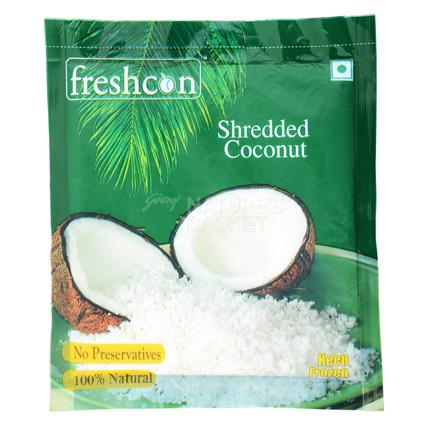 freshcon
Shredded
Coconut
Godrej NATURE'S
BASKET
No Preservatives
100% Natural
Keep
Frozen